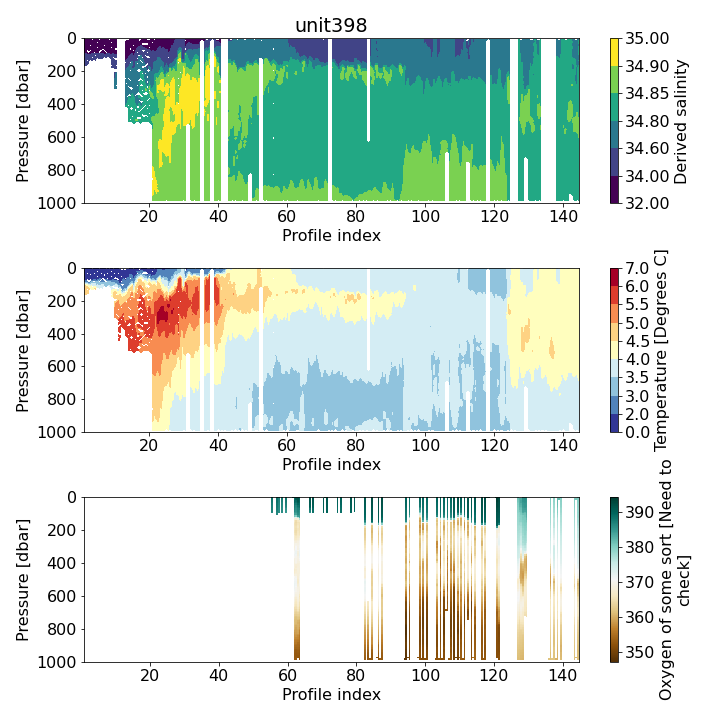 unit398
0
200
400
600
800
1000
Pressure [dbar]
20 40 60 80 100 120 140
Profile index
35.00
34.90
34.85
34.80
34.60
34.00
32.00
Derived salinity
0
200
400
600
800
1000
Pressure [dbar]
20 40 60 80 100 120 140
Profile index
7.0
6.0
5.5
5.0
4.5
4.0
3.5
3.0
2.0
0.0
Temperature [Degrees C]
0
200
400
600
800
1000
Pressure [dbar]
20 40 60 80 100 120 140
Profile index
390
380
370
360
350
Oxygen of some sort [Need to
check]